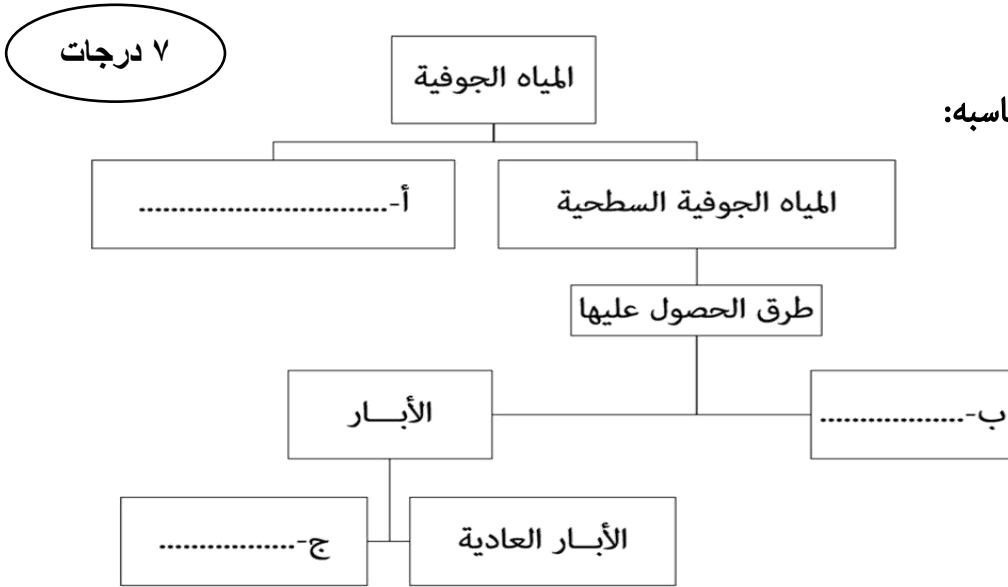 ٧ درجات
المياه الجوفية
اسبه:
المياه الجوفية السطحية
أ-...............................
طرق الحصول عليها
ب-..................
الأبـــار
الأبـــار العادية
ج-.................